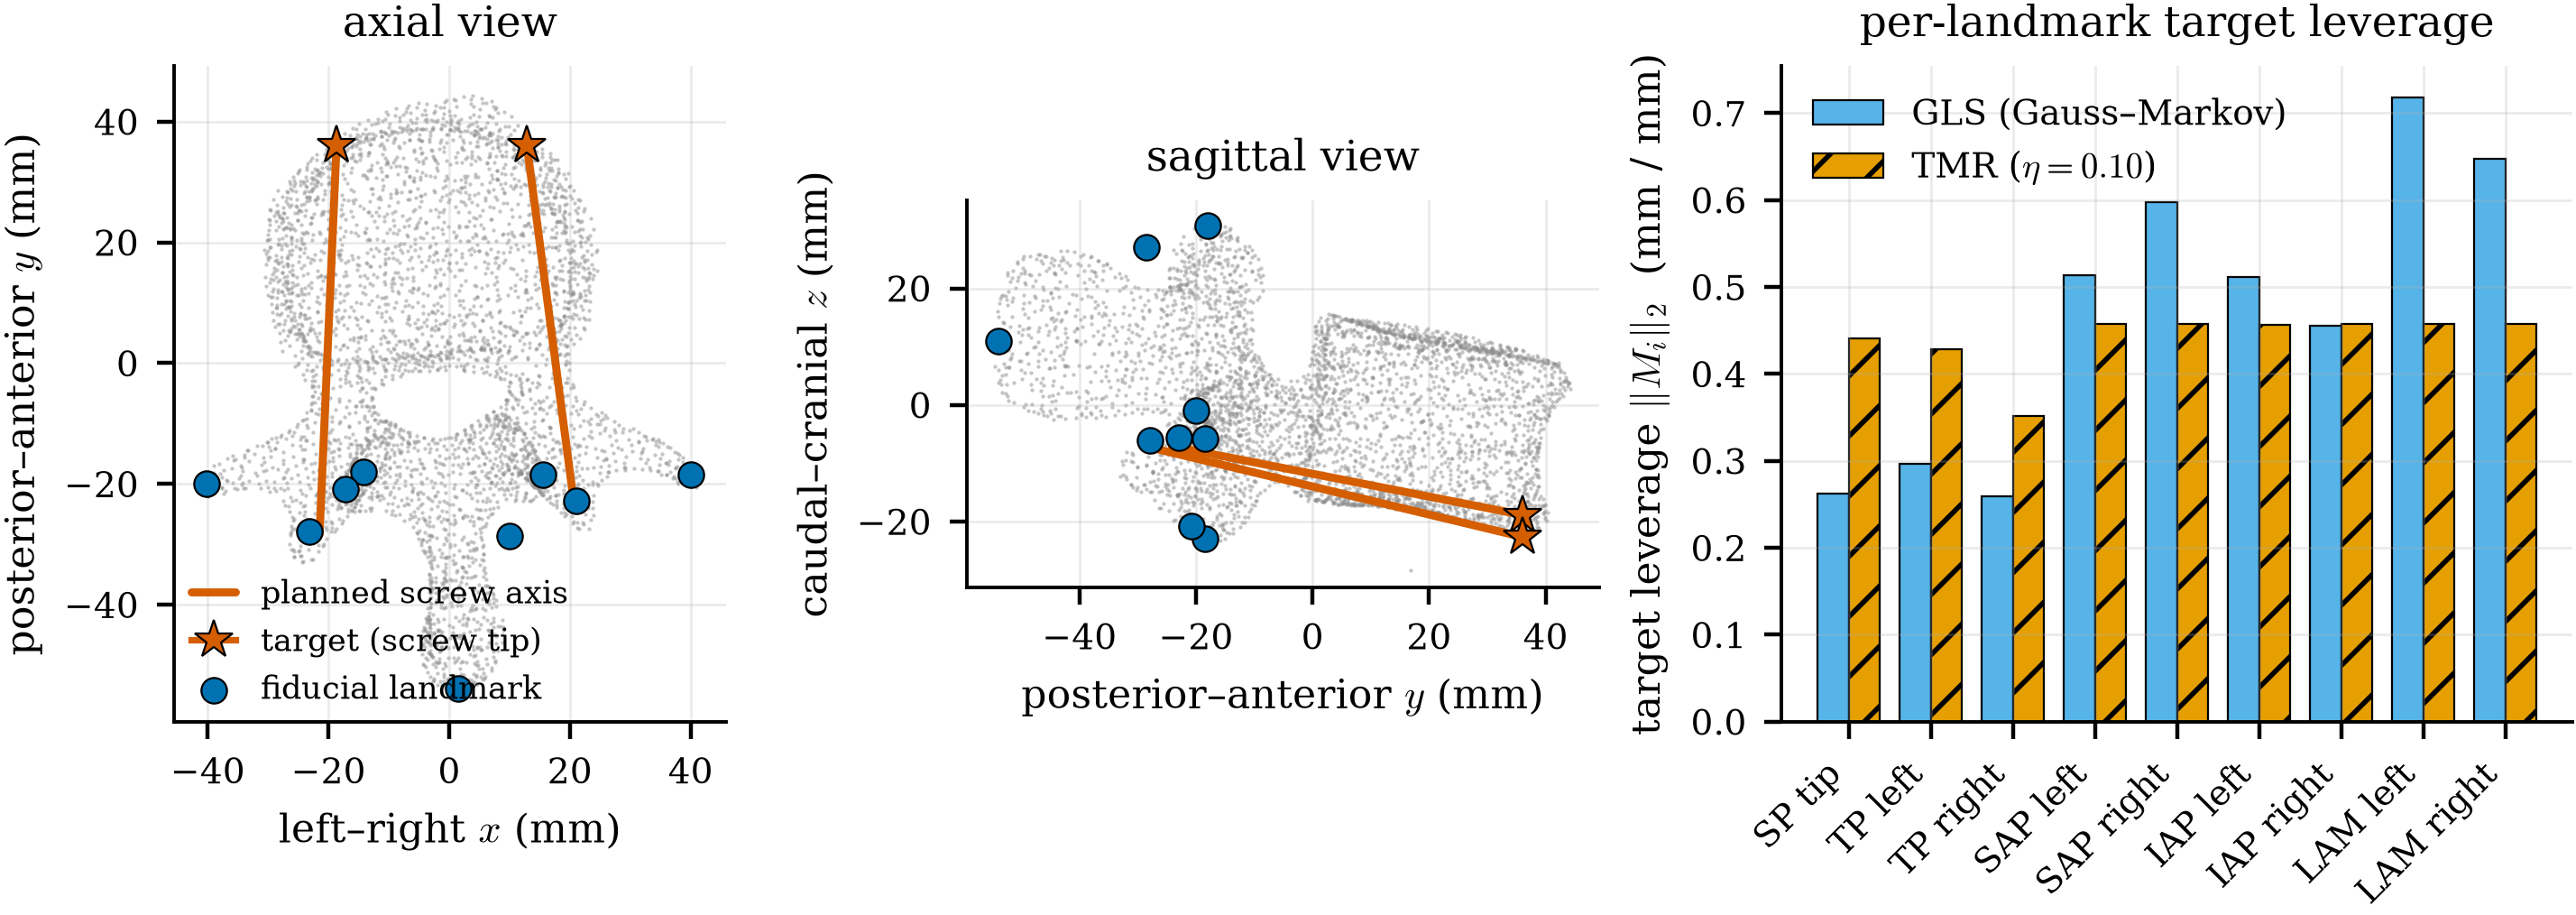 axial view
posterior–anterior y (mm)
40
20
0
−20
−40
planned screw axis
target (screw tip)
fiducial landmark
−40 −20 0 20 40
left–right x (mm)
sagittal view
caudal–cranial z (mm)
20
0
−20
−40 −20 0 20 40
posterior–anterior y (mm)
per-landmark target leverage
target leverage ||M_i||_2 (mm / mm)
0.7
0.6
0.5
0.4
0.3
0.2
0.1
0.0
GLS (Gauss–Markov)
TMR (η = 0.10)
SP tip
TP left
TP right
SAP left
SAP right
IAP left
IAP right
LAM left
LAM right